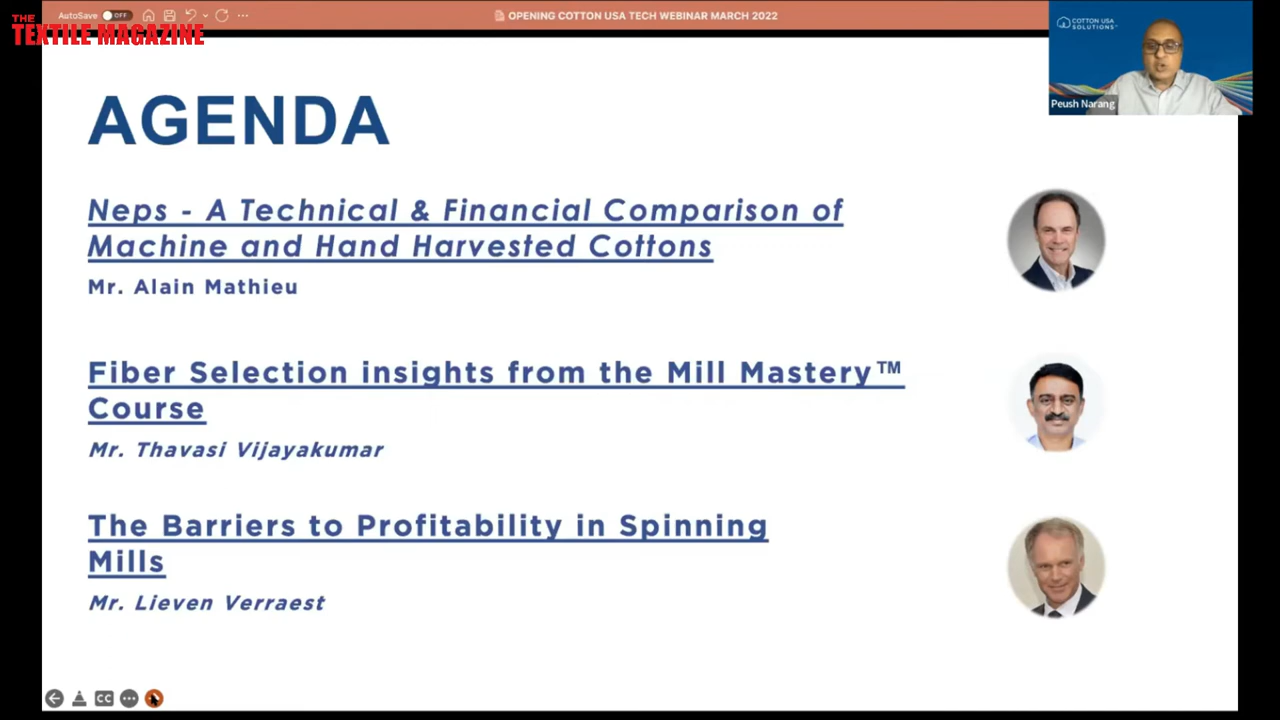 THE
TEXTILE MAGAZINE
AutoSave OFF
OPENING COTTON USA TECH WEBINAR MARCH 2022
COTTON USA
SOLUTIONS™
Peush Narang
AGENDA
Neps - A Technical & Financial Comparison of
Machine and Hand Harvested Cottons
Mr. Alain Mathieu
Fiber Selection insights from the Mill Mastery™
Course
Mr. Thavasi Vijayakumar
The Barriers to Profitability in Spinning
Mills
Mr. Lieven Verraest
CC